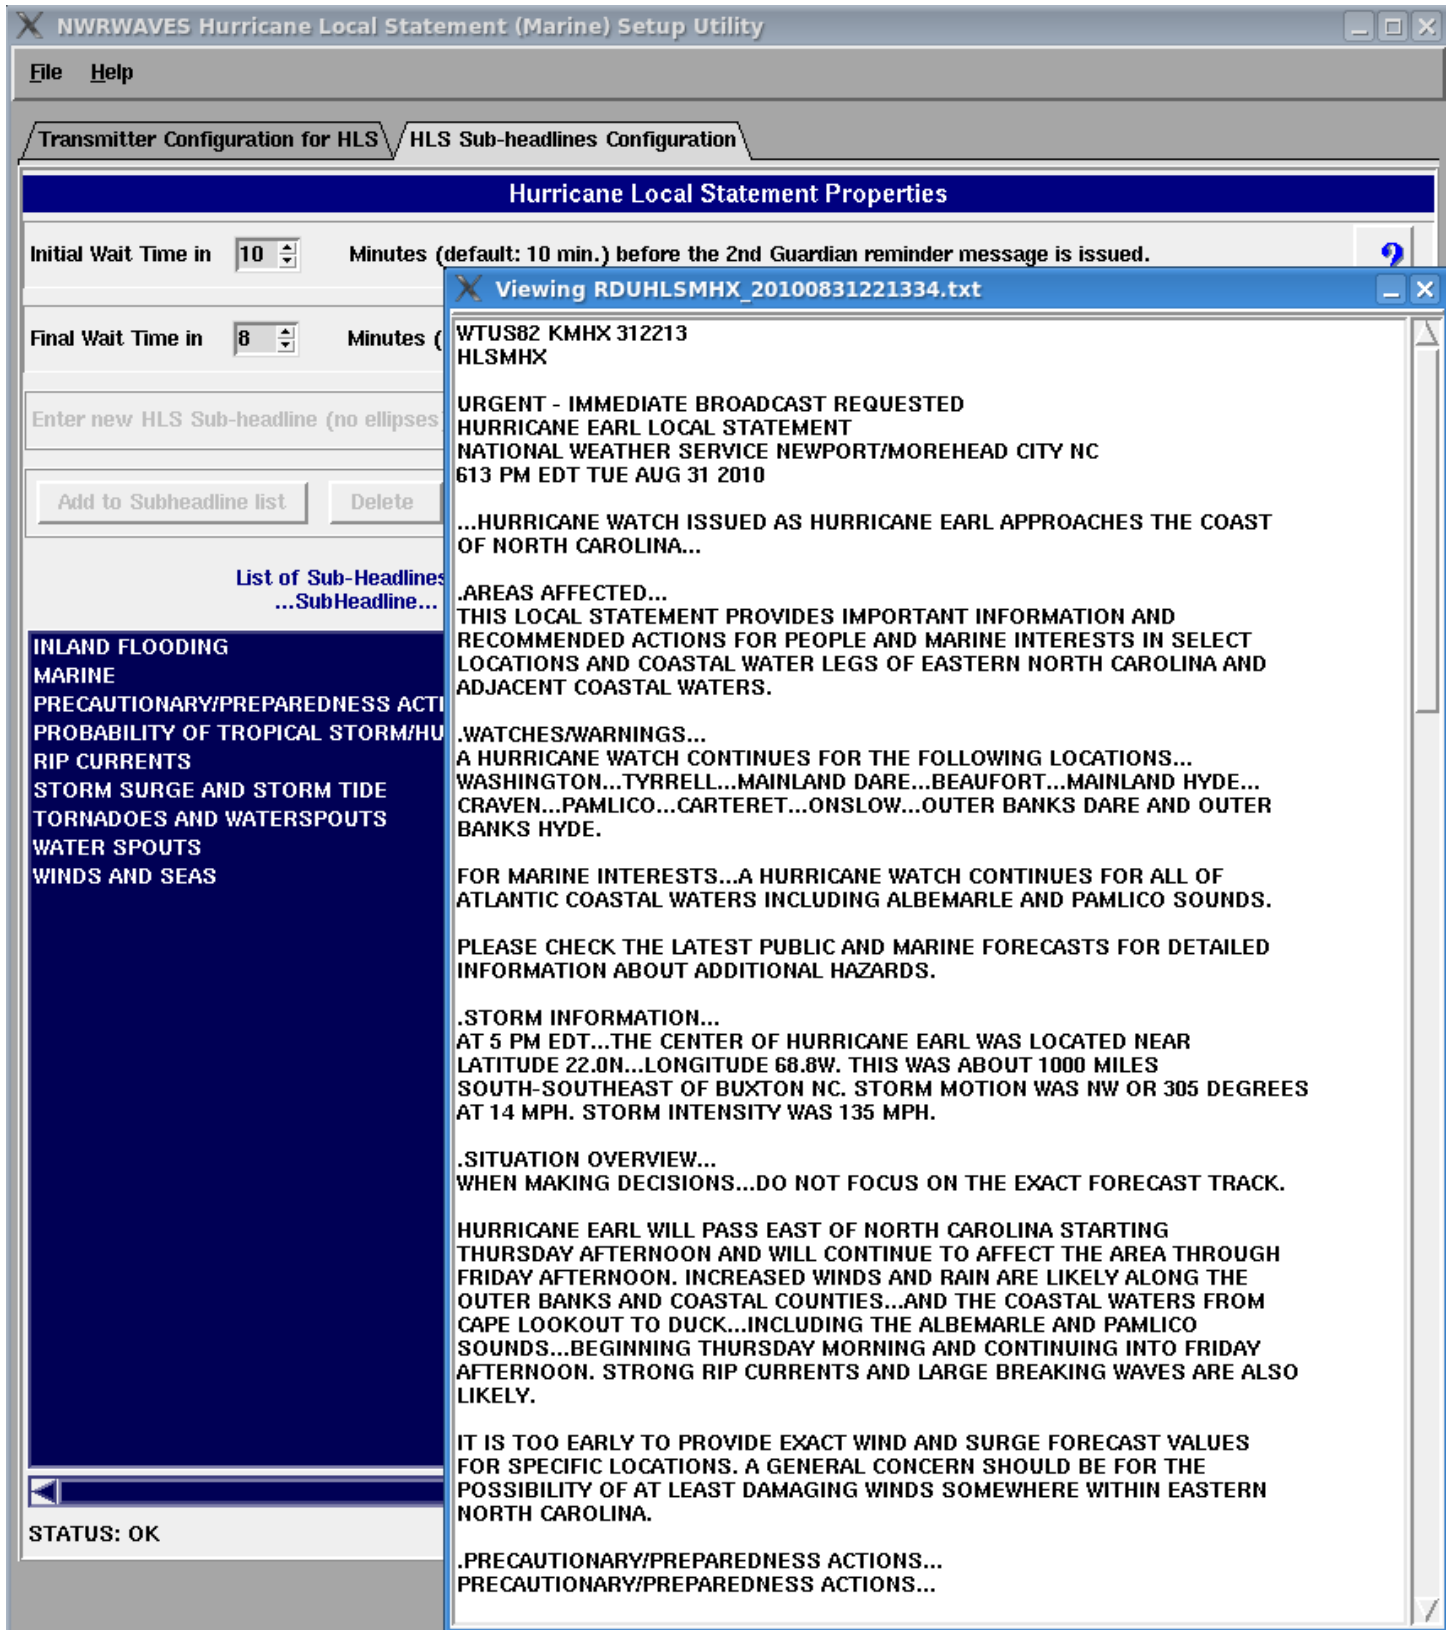 NWRWAVES Hurricane Local Statement (Marine) Setup Utility
File Help
Transmitter Configuration for HLS HLS Sub-headlines Configuration
Hurricane Local Statement Properties
Initial Wait Time in 10 Minutes (default: 10 min.) before the 2nd Guardian reminder message is issued.
Final Wait Time in 8 Minutes (
Enter new HLS Sub-headline (no ellipses)
Add to Subheadline list Delete
List of Sub-Headlines
...SubHeadline...
INLAND FLOODING
MARINE
PRECAUTIONARY/PREPAREDNESS ACTI
PROBABILITY OF TROPICAL STORM/HU
RIP CURRENTS
STORM SURGE AND STORM TIDE
TORNADOES AND WATERSPOUTS
WATER SPOUTS
WINDS AND SEAS
STATUS: OK
Viewing RDUHLSMHX_20100831221334.txt
WTUS82 KMHX 312213
HLSMHX
URGENT - IMMEDIATE BROADCAST REQUESTED
HURRICANE EARL LOCAL STATEMENT
NATIONAL WEATHER SERVICE NEWPORT/MOREHEAD CITY NC
613 PM EDT TUE AUG 31 2010
...HURRICANE WATCH ISSUED AS HURRICANE EARL APPROACHES THE COAST
OF NORTH CAROLINA...
.AREAS AFFECTED...
THIS LOCAL STATEMENT PROVIDES IMPORTANT INFORMATION AND
RECOMMENDED ACTIONS FOR PEOPLE AND MARINE INTERESTS IN SELECT
LOCATIONS AND COASTAL WATER LEGS OF EASTERN NORTH CAROLINA AND
ADJACENT COASTAL WATERS.
.WATCHES/WARNINGS...
A HURRICANE WATCH CONTINUES FOR THE FOLLOWING LOCATIONS...
WASHINGTON...TYRRELL...MAINLAND DARE...BEAUFORT...MAINLAND HYDE...
CRAVEN...PAMLICO...CARTERET...ONSLOW...OUTER BANKS DARE AND OUTER
BANKS HYDE.
FOR MARINE INTERESTS...A HURRICANE WATCH CONTINUES FOR ALL OF
ATLANTIC COASTAL WATERS INCLUDING ALBEMARLE AND PAMLICO SOUNDS.
PLEASE CHECK THE LATEST PUBLIC AND MARINE FORECASTS FOR DETAILED
INFORMATION ABOUT ADDITIONAL HAZARDS.
.STORM INFORMATION...
AT 5 PM EDT...THE CENTER OF HURRICANE EARL WAS LOCATED NEAR
LATITUDE 22.0N...LONGITUDE 68.8W. THIS WAS ABOUT 1000 MILES
SOUTH-SOUTHEAST OF BUXTON NC. STORM MOTION WAS NW OR 305 DEGREES
AT 14 MPH. STORM INTENSITY WAS 135 MPH.
.SITUATION OVERVIEW...
WHEN MAKING DECISIONS...DO NOT FOCUS ON THE EXACT FORECAST TRACK.
HURRICANE EARL WILL PASS EAST OF NORTH CAROLINA STARTING
THURSDAY AFTERNOON AND WILL CONTINUE TO AFFECT THE AREA THROUGH
FRIDAY AFTERNOON. INCREASED WINDS AND RAIN ARE LIKELY ALONG THE
OUTER BANKS AND COASTAL COUNTIES...AND THE COASTAL WATERS FROM
CAPE LOOKOUT TO DUCK...INCLUDING THE ALBEMARLE AND PAMLICO
SOUNDS...BEGINNING THURSDAY MORNING AND CONTINUING INTO FRIDAY
AFTERNOON. STRONG RIP CURRENTS AND LARGE BREAKING WAVES ARE ALSO
LIKELY.
IT IS TOO EARLY TO PROVIDE EXACT WIND AND SURGE FORECAST VALUES
FOR SPECIFIC LOCATIONS. A GENERAL CONCERN SHOULD BE FOR THE
POSSIBILITY OF AT LEAST DAMAGING WINDS SOMEWHERE WITHIN EASTERN
NORTH CAROLINA.
.PRECAUTIONARY/PREPAREDNESS ACTIONS...
PRECAUTIONARY/PREPAREDNESS ACTIONS...